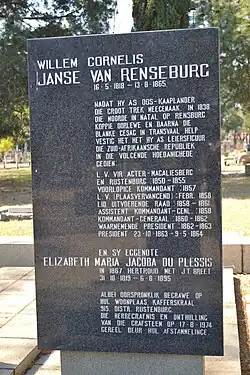 WILLEM CORNELIS
JANSE VAN RENSEBURG
16·5·1818 – 13·8·1865
NADAT HY AS OOS-KAAPLANDER
DIE GROOT TREK MEEGEMAAK, IN 1838
DIE MOORDE IN NATAL OP RENSBURG
KOPPIE OORLEWE EN DAARNA DIE
BLANKE GESAG IN TRANSVAAL HELP
VESTIG HET HET HY AS LEIERSFIGUUR
DIE ZUID-AFRIKAANSCHE REPUBLIEK
IN DIE VOLGENDE HOEDANIGHEDE
GEDIEN:
L.V. VIR AGTER-MAGALIESBERG
EN RUSTENBURG 1850 – 1855
VOORLOPIGE KOMMANDANT 1857
L.V. (PLAASVERVANGEND) FEBR. 1858
LID UITVOERENDE RAAD 1858 – 1861
ASSISTENT KOMMANDANT-GENL. 1858
KOMMANDANT-GENERAAL 1860 – 1862
WAARNEMENDE PRESIDENT 1862–1863
PRESIDENT 23·10·1863 – 9·5·1864
EN SY EGGENOTE
ELIZABETH MARIA JACOBA DU PLESSIS
IN 1867 HERTROUD MET J T BREET
31·10·1819 – 6·8·1895
ALBEI OORSPRONKLIK BEGRAWE OP
HUL WOONPLAAS, KAFFERSKRAAL
915, DISTR. RUSTENBURG.
DIE HERBEGRAFNIS EN ONTHULLING
VAN DIE GRAFSTEEN OP 17·8·1974
GEREËL DEUR HUL AFSTAMMELINGE.